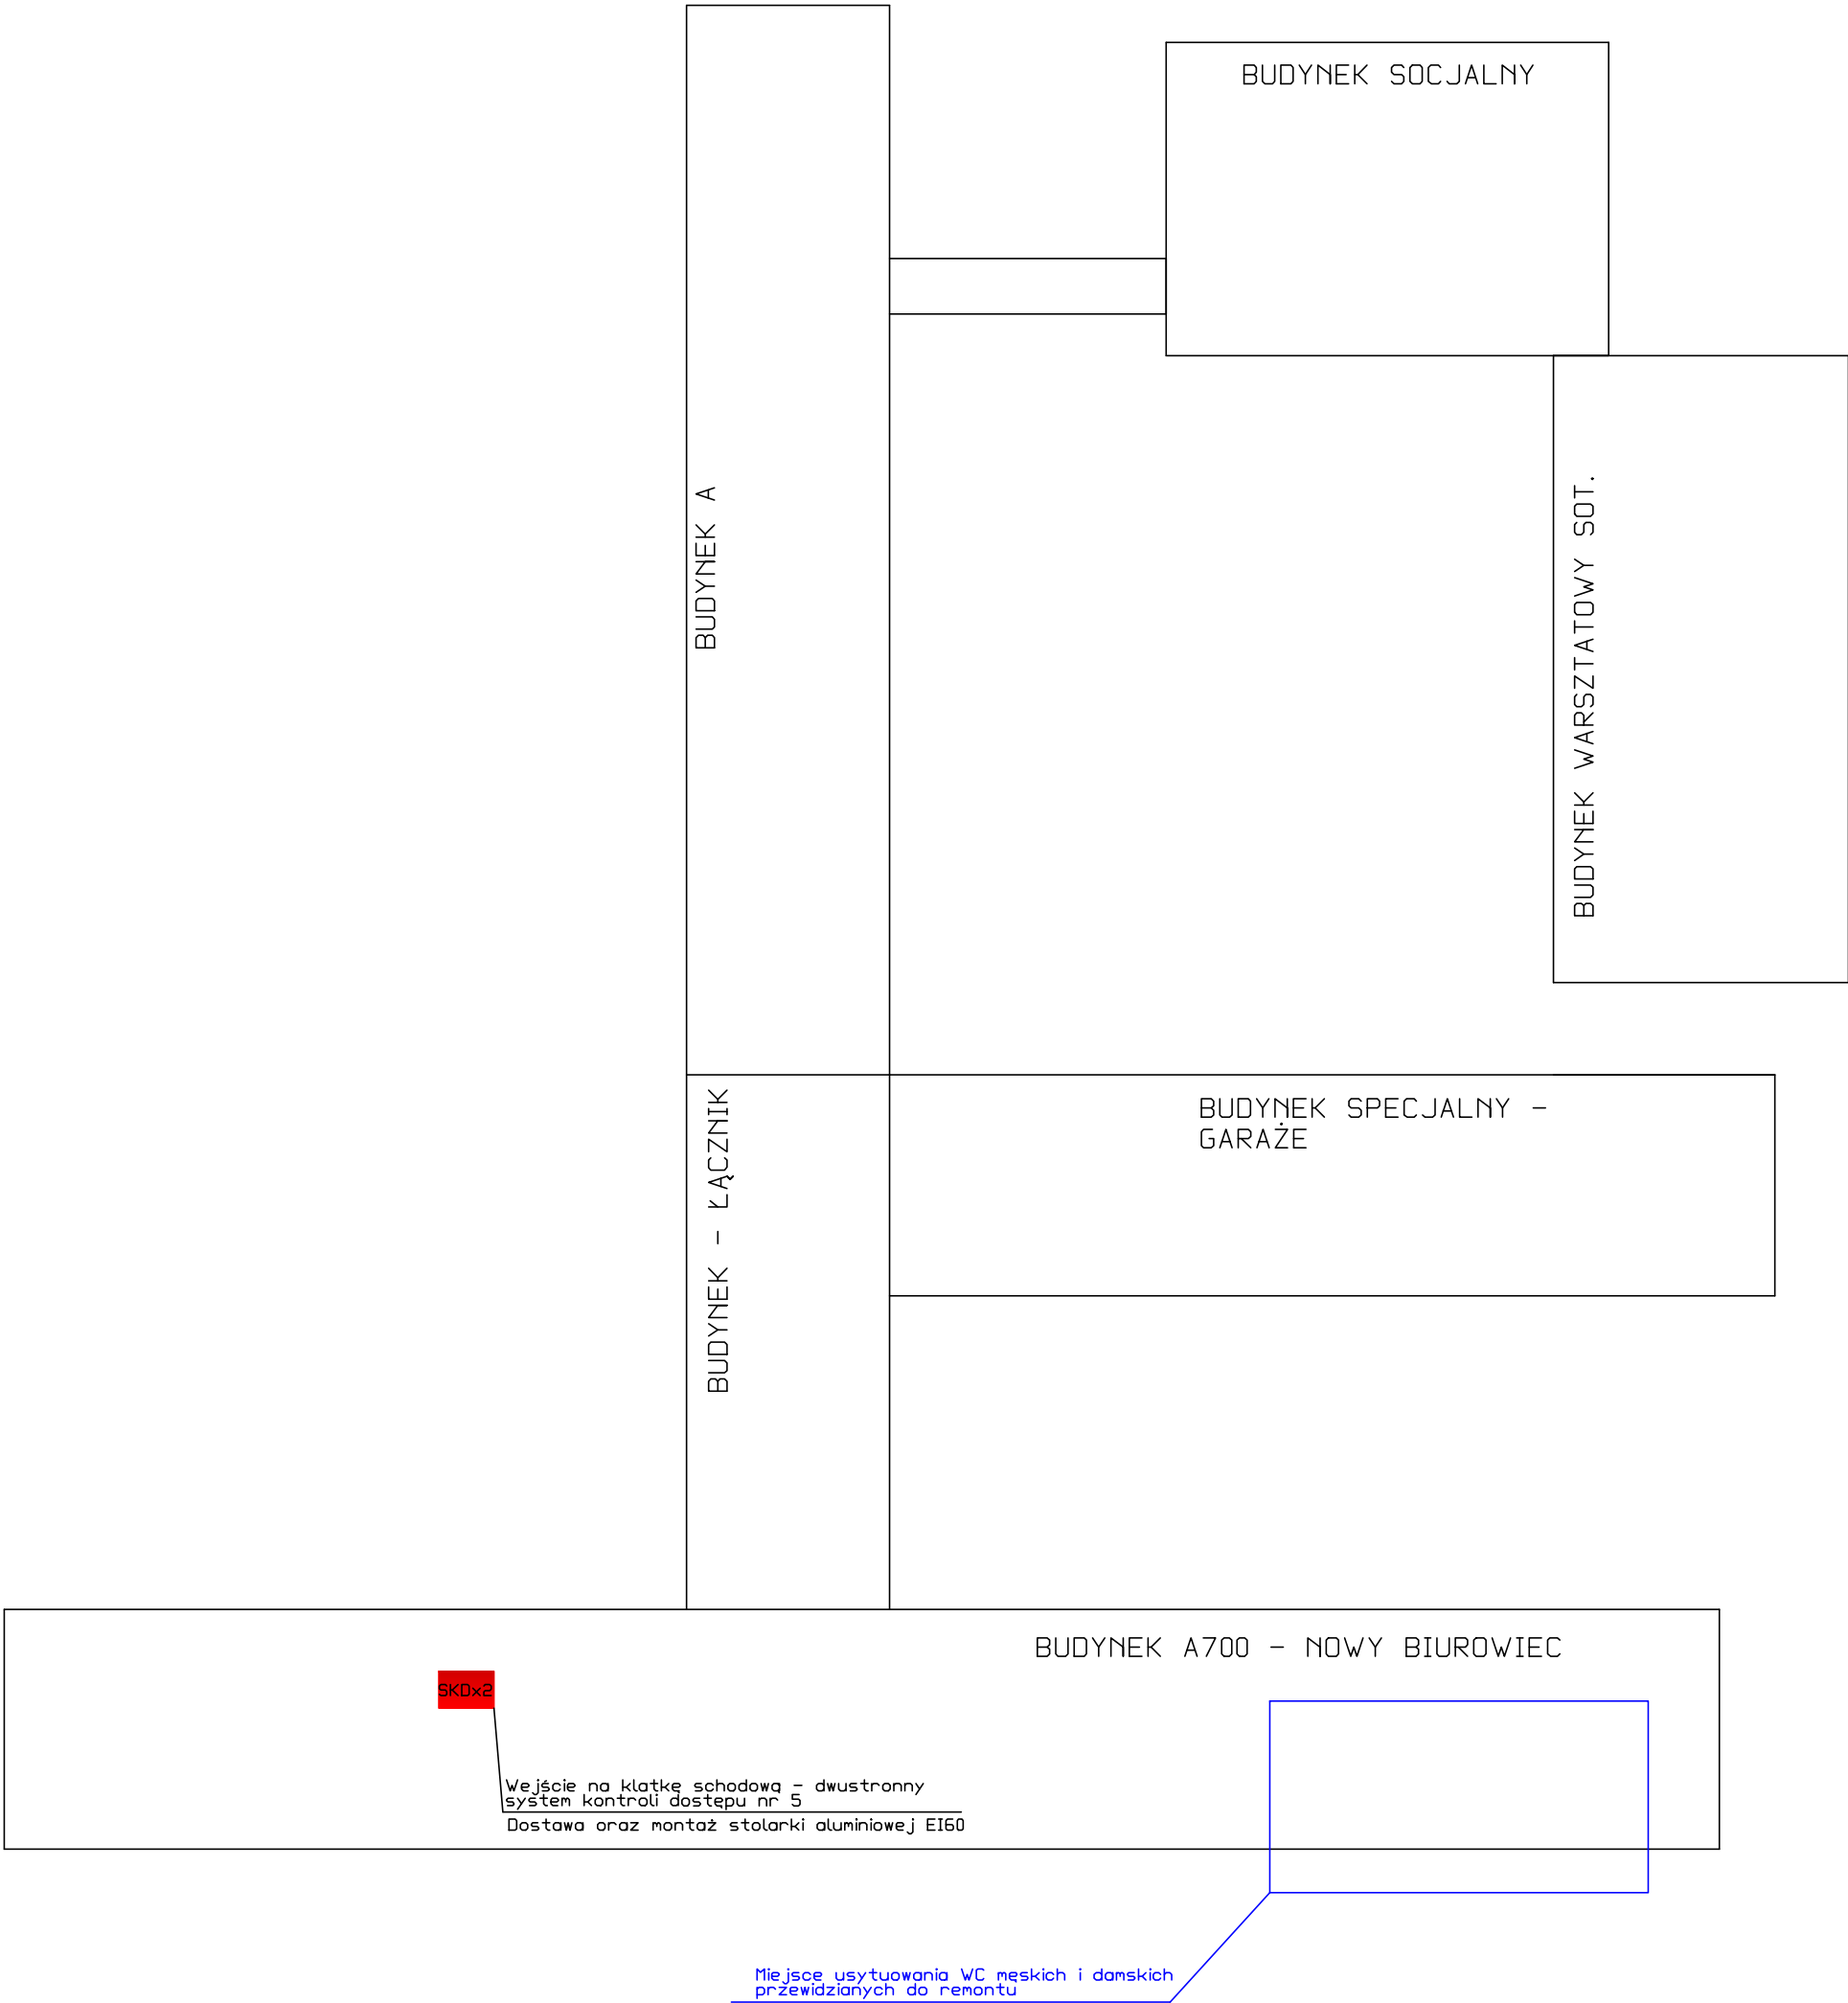 BUDYNEK SOCJALNY
BUDYNEK A
BUDYNEK WARSZTATOWY SOT.
BUDYNEK - ŁĄCZNIK
BUDYNEK SPECJALNY -
GARAŻE
BUDYNEK A700 - NOWY BIUROWIEC
SKDx2
Wejście na klatkę schodową - dwustronny
system kontroli dostępu nr 5
Dostawa oraz montaż stolarki aluminiowej EI60
Miejsce usytuowania WC męskich i damskich
przewidzianych do remontu